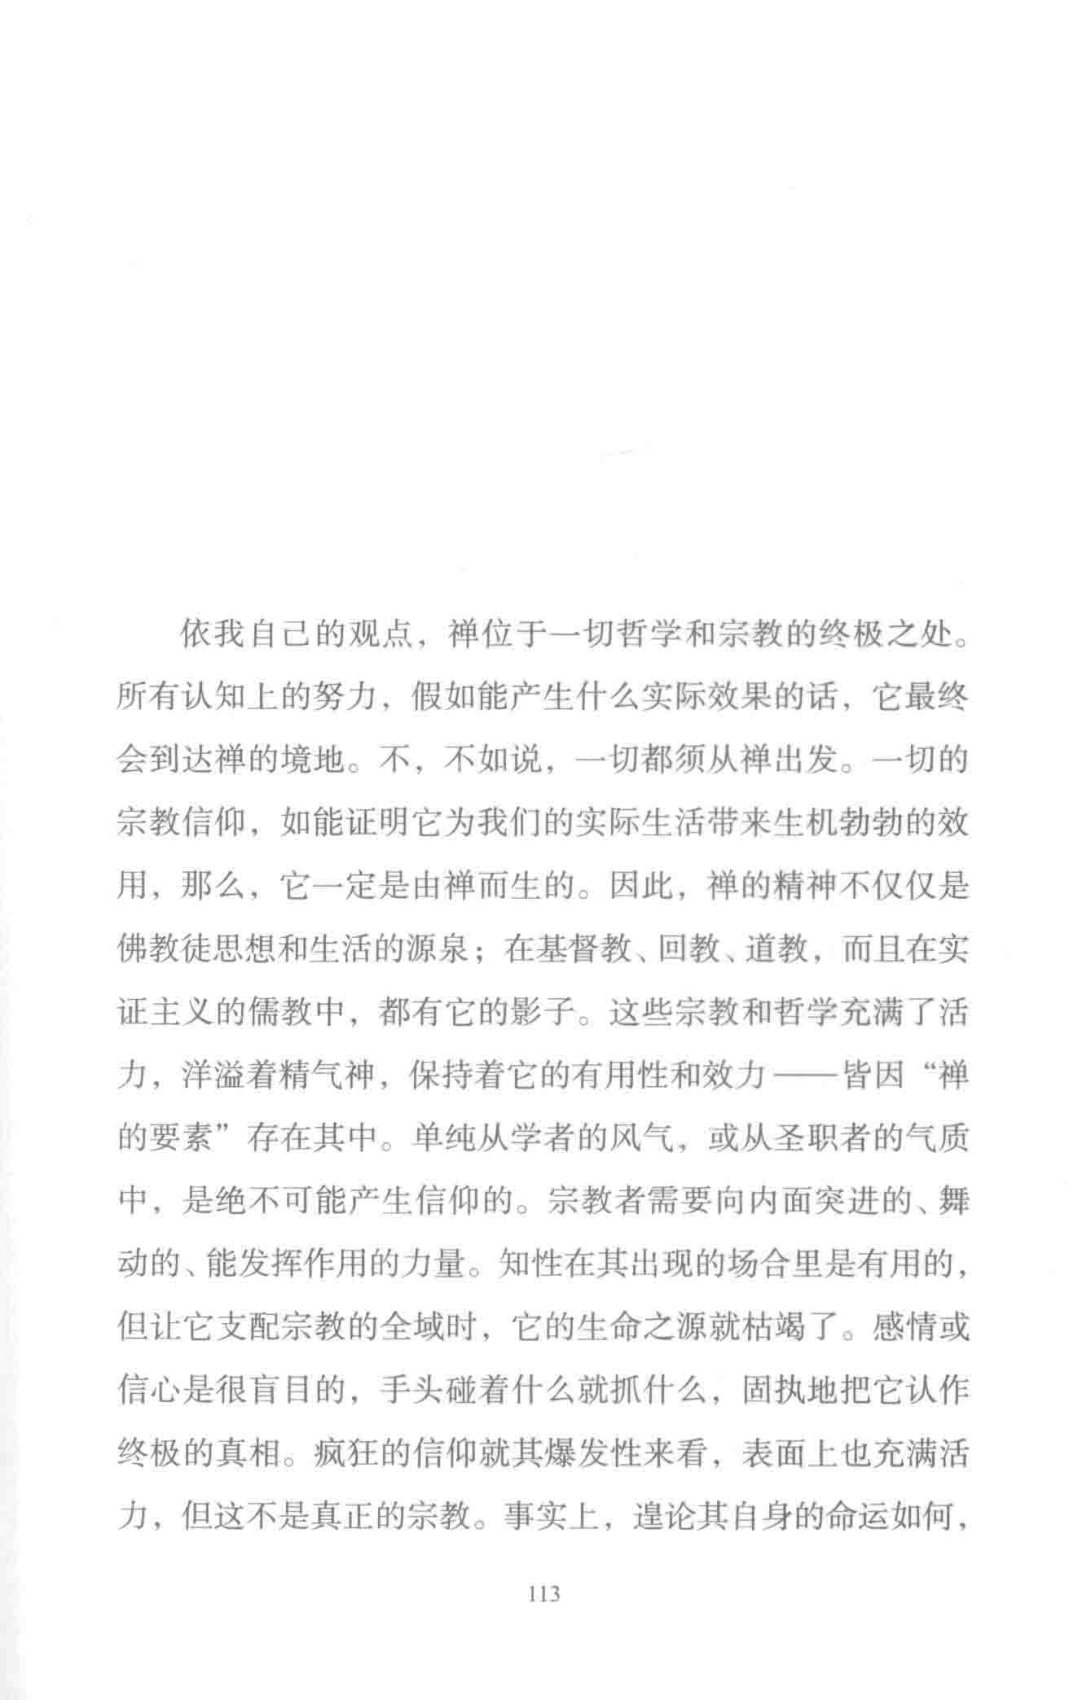 依我自己的观点，禅位于一切哲学和宗教的终极之处。
所有认知上的努力，假如能产生什么实际效果的话，它最终
会到达禅的境地。不，不如说，一切都须从禅出发。一切的
宗教信仰，如能证明它为我们的实际生活带来生机勃勃的效
用，那么，它一定是由禅而生的。因此，禅的精神不仅仅是
佛教徒思想和生活的源泉；在基督教、回教、道教，而且在实
证主义的儒教中，都有它的影子。这些宗教和哲学充满了活
力，洋溢着精气神，保持着它的有用性和效力——皆因“禅
的要素”存在其中。单纯从学者的风气，或从圣职者的气质
中，是绝不可能产生信仰的。宗教者需要向内面突进的、舞
动的、能发挥作用的力量。知性在其出现的场合里是有用的，
但让它支配宗教的全域时，它的生命之源就枯竭了。感情或
信心是很盲目的，手头碰着什么就抓什么，固执地把它认作
终极的真相。疯狂的信仰就其爆发性来看，表面上也充满活
力，但这不是真正的宗教。事实上，遑论其自身的命运如何，
113